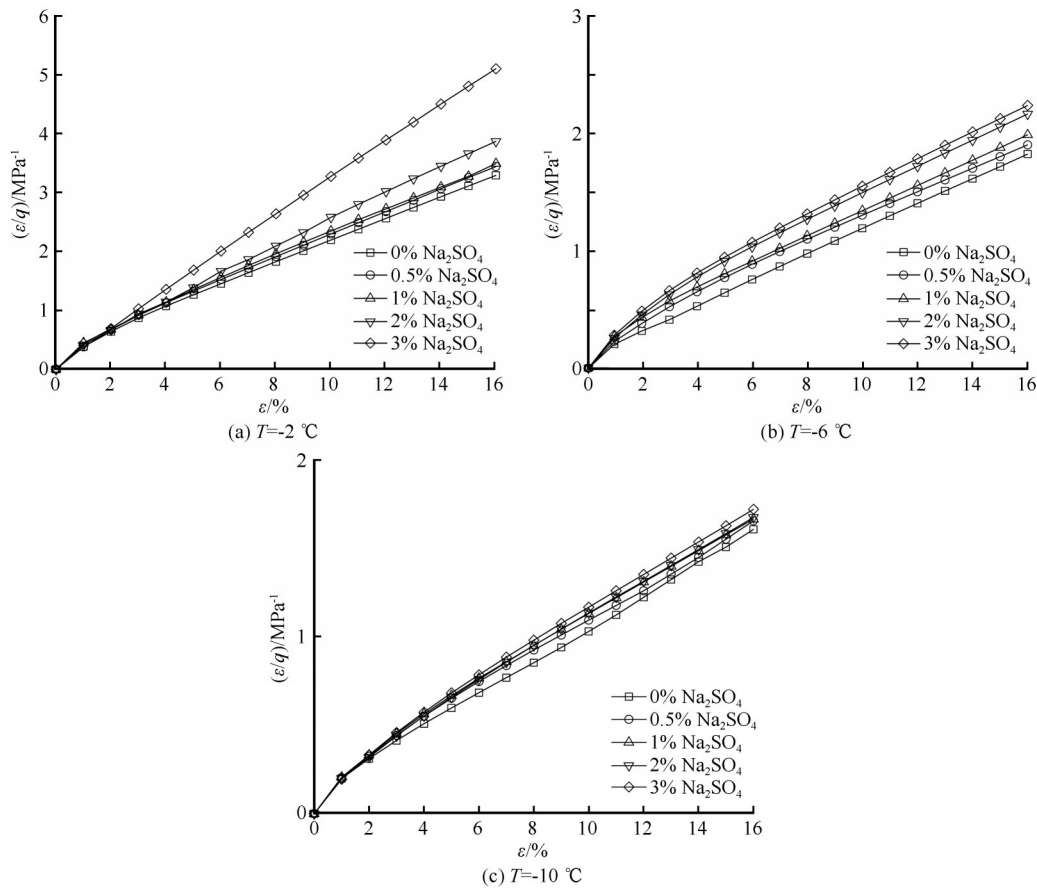 6
5
4
3
2
1
0
(ε/q)/MPa⁻¹
0% Na₂SO₄
0.5% Na₂SO₄
1% Na₂SO₄
2% Na₂SO₄
3% Na₂SO₄
0 2 4 6 8 10 12 14 16
ε/%
(a) T=-2 ℃
3
2
1
0
(ε/q)/MPa⁻¹
0% Na₂SO₄
0.5% Na₂SO₄
1% Na₂SO₄
2% Na₂SO₄
3% Na₂SO₄
0 2 4 6 8 10 12 14 16
ε/%
(b) T=-6 ℃
2
1
0
(ε/q)/MPa⁻¹
0% Na₂SO₄
0.5% Na₂SO₄
1% Na₂SO₄
2% Na₂SO₄
3% Na₂SO₄
0 2 4 6 8 10 12 14 16
ε/%
(c) T=-10 ℃